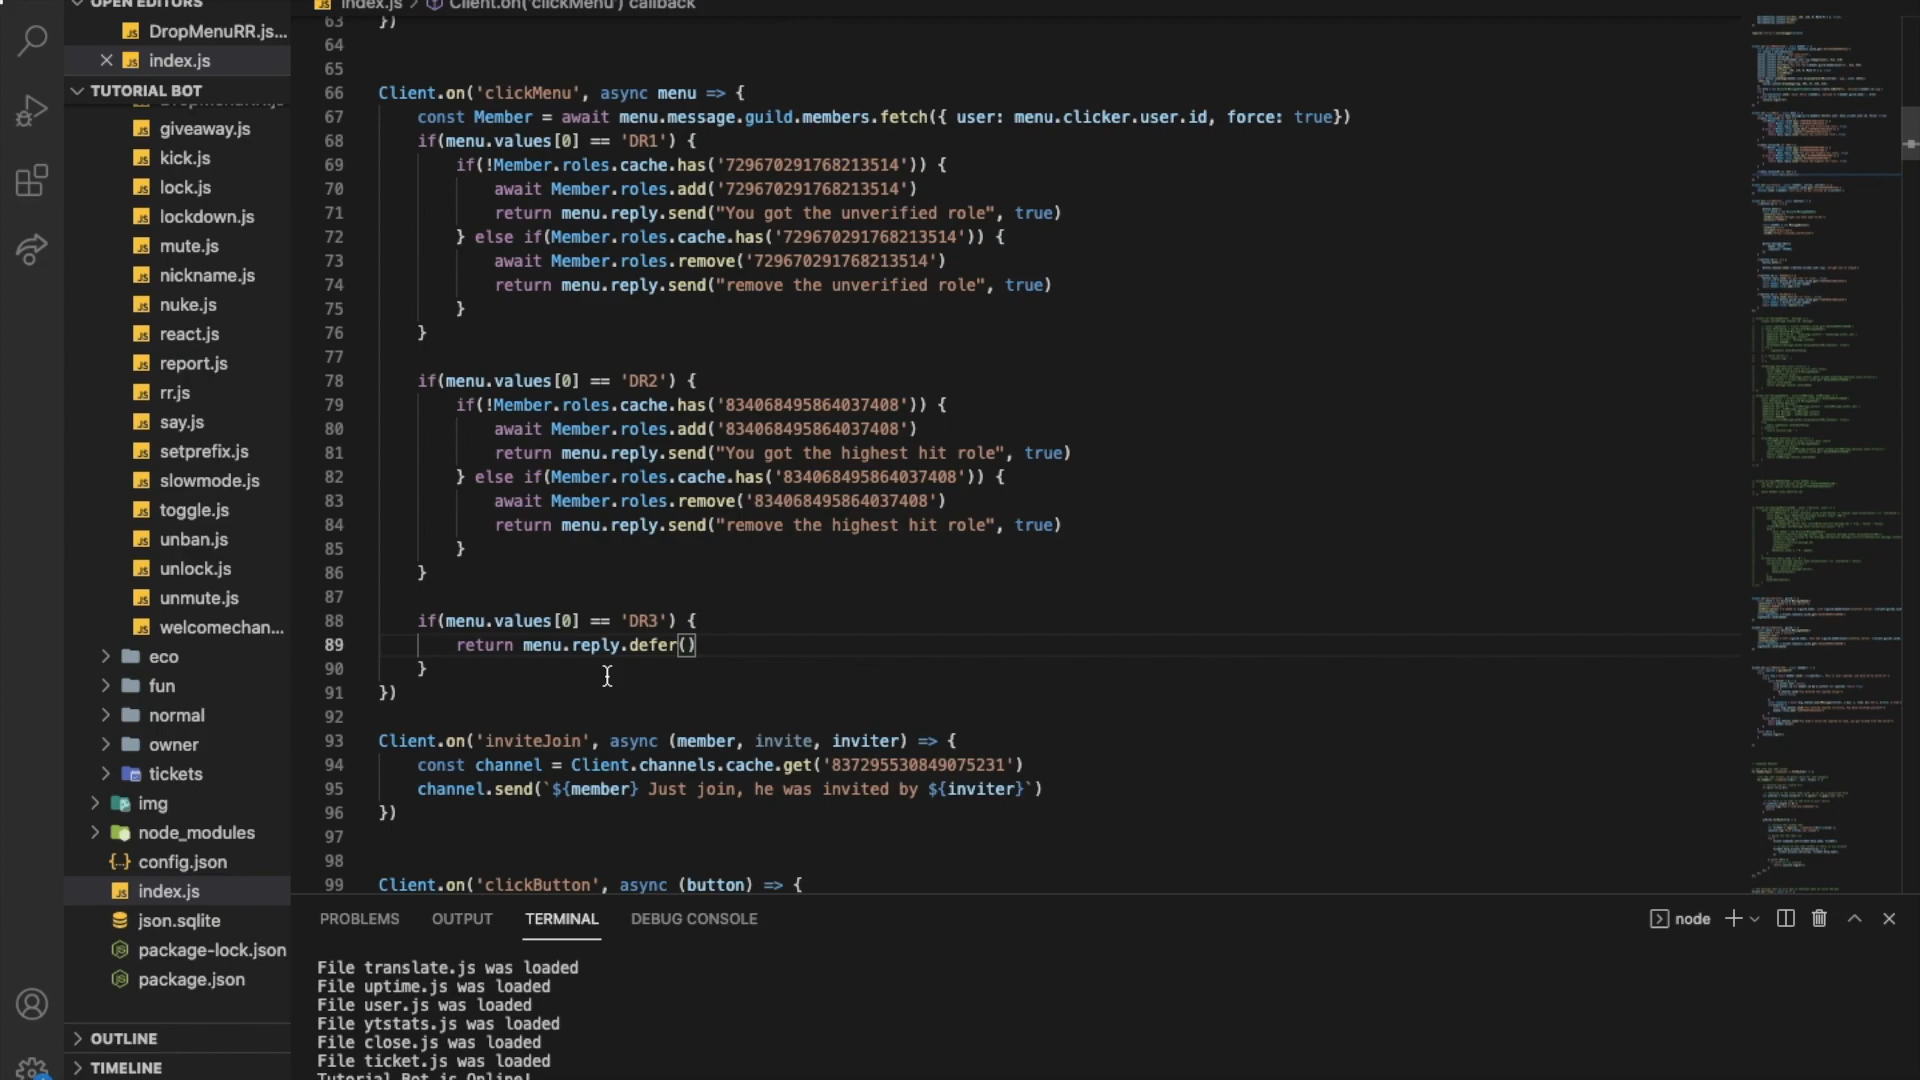 OPEN EDITORS
DropMenuRR.js...
index.js
TUTORIAL BOT
giveaway.js
kick.js
lock.js
lockdown.js
mute.js
nickname.js
nuke.js
react.js
report.js
rr.js
say.js
setprefix.js
slowmode.js
toggle.js
unban.js
unlock.js
unmute.js
welcomechan...
eco
fun
normal
owner
tickets
img
node_modules
config.json
index.js
json.sqlite
package-lock.json
package.json
OUTLINE
TIMELINE
index.js > Client.on('clickMenu') callback
63 })
64
65
66 Client.on('clickMenu', async menu => {
67 const Member = await menu.message.guild.members.fetch({ user: menu.clicker.user.id, force: true})
68 if(menu.values[0] == 'DR1') {
69 if(!Member.roles.cache.has('729670291768213514')) {
70 await Member.roles.add('729670291768213514')
71 return menu.reply.send("You got the unverified role", true)
72 } else if(Member.roles.cache.has('729670291768213514')) {
73 await Member.roles.remove('729670291768213514')
74 return menu.reply.send("remove the unverified role", true)
75 }
76 }
77
78 if(menu.values[0] == 'DR2') {
79 if(!Member.roles.cache.has('834068495864037408')) {
80 await Member.roles.add('834068495864037408')
81 return menu.reply.send("You got the highest hit role", true)
82 } else if(Member.roles.cache.has('834068495864037408')) {
83 await Member.roles.remove('834068495864037408')
84 return menu.reply.send("remove the highest hit role", true)
85 }
86 }
87
88 if(menu.values[0] == 'DR3') {
89 return menu.reply.defer()
90 }
91 })
92
93 Client.on('inviteJoin', async (member, invite, inviter) => {
94 const channel = Client.channels.cache.get('837295530849075231')
95 channel.send(`${member} Just join, he was invited by ${inviter}`)
96 })
97
98
99 Client.on('clickButton', async (button) => {
PROBLEMS OUTPUT TERMINAL DEBUG CONSOLE
node
File translate.js was loaded
File uptime.js was loaded
File user.js was loaded
File ytstats.js was loaded
File close.js was loaded
File ticket.js was loaded
Tutorial Bot is Online!